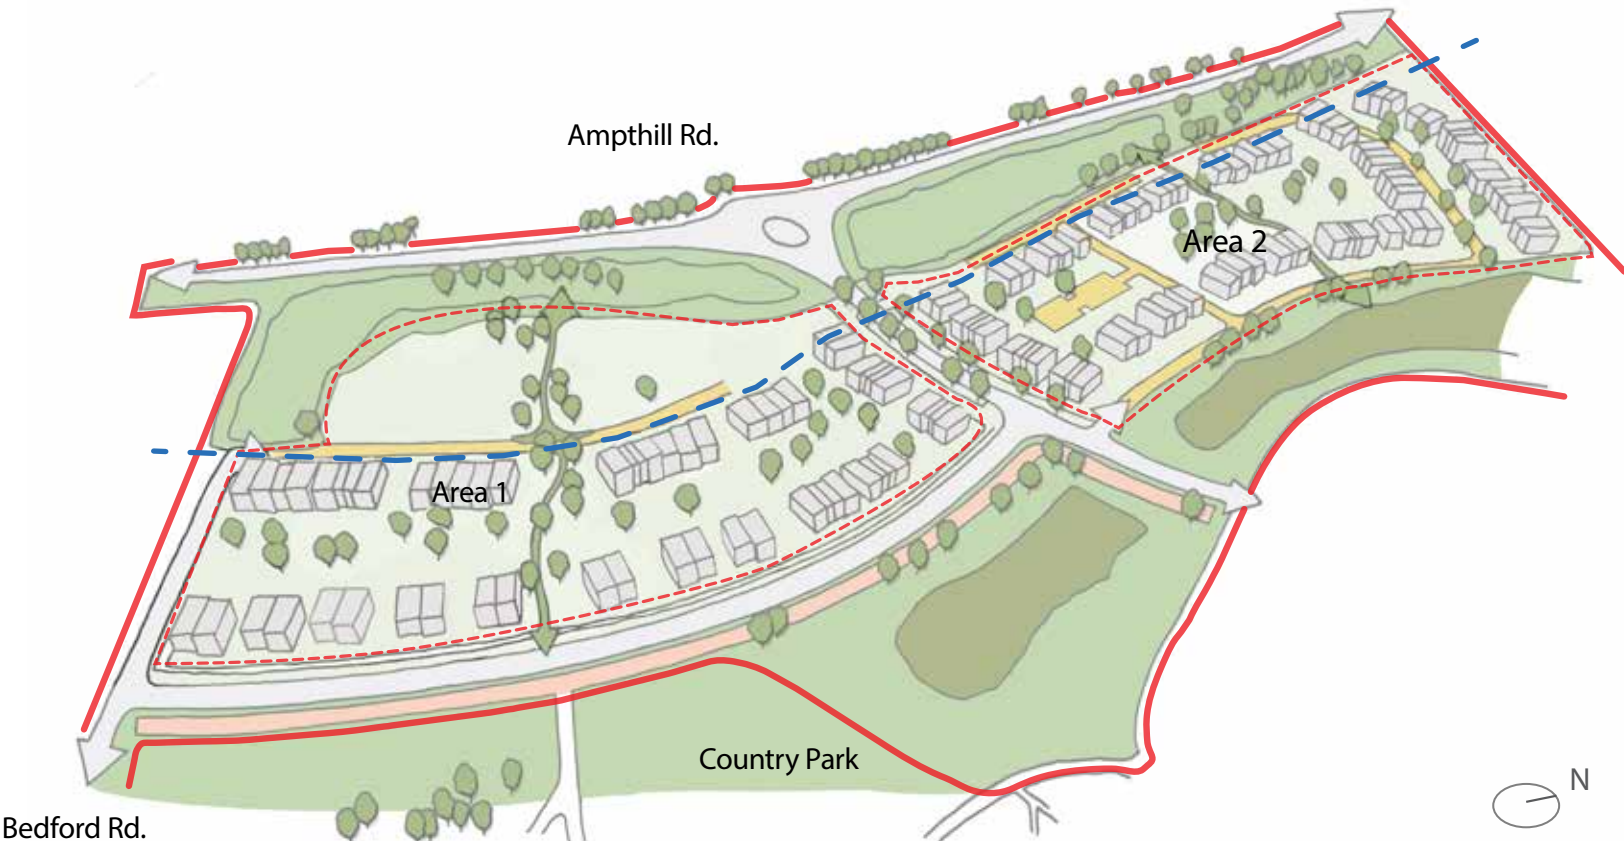 Ampthill Rd.
Area 2
Area 1
Country Park
N
Bedford Rd.